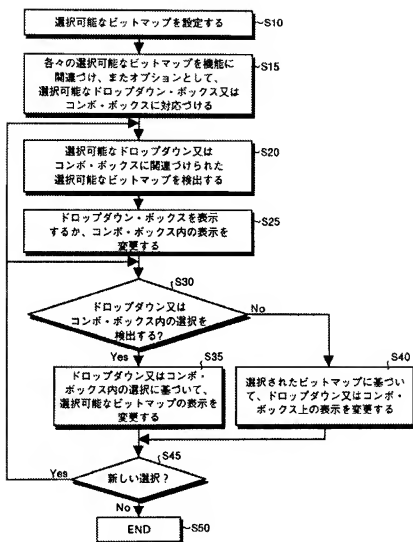 選択可能なビットマップを設定する
S10
各々の選択可能なビットマップを機能に
関連づけ、またオプションとして、
選択可能なドロップダウン・ボックス又は
コンボ・ボックスに対応づける
S15
選択可能なドロップダウン又は
コンボ・ボックスに関連づけられた
選択可能なビットマップを検出する
S20
ドロップダウン・ボックスを表示
するか、コンボ・ボックス内の表示を
変更する
S25
S30
ドロップダウン又は
コンボ・ボックス内の選択を
検出する?
No
Yes
S35
ドロップダウン又はコンボ・
ボックス内の選択に基づいて、
選択可能なビットマップの表示を
変更する
S40
選択されたビットマップに基づい
て、ドロップダウン又はコンボ・
ボックス上の表示を変更する
S45
Yes
新しい選択?
No
END
S50